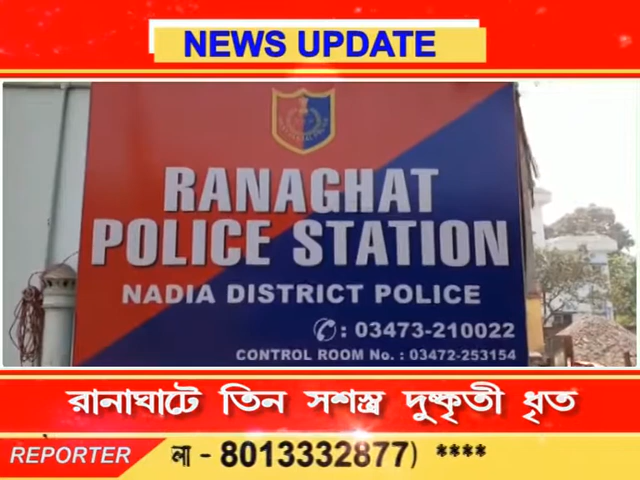 NEWS UPDATE
RANAGHAT
POLICE STATION
NADIA DISTRICT POLICE
✆: 03473-210022
CONTROL ROOM No. : 03472-253154
রানাঘাটে তিন সশস্ত্র দুষ্কৃতী ধৃত
REPORTER লা - 8013332877) ****